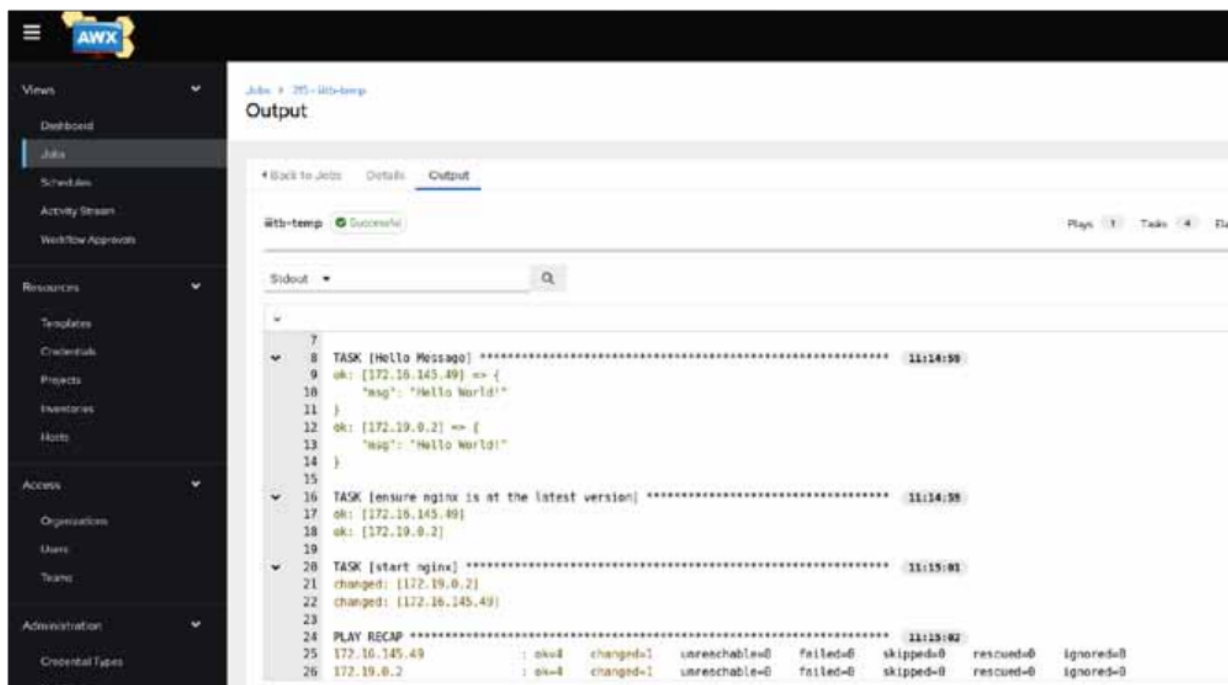 AWX
Views
Dashboard
Jobs
Schedules
Activity Stream
Workflow Approvals
Resources
Templates
Credentials
Projects
Inventories
Hosts
Access
Organizations
Users
Teams
Administration
Credential Types
Jobs
Output
Back to Jobs Details Output
iiitb-temp Successful Plays 1 Tasks 4
Stdout
7
8 TASK [Hello Message] ************************************************************** 11:14:59
9 ok: [172.16.145.49] => {
10 "msg": "Hello World!"
11 }
12 ok: [172.19.0.2] => {
13 "msg": "Hello World!"
14 }
15
16 TASK [ensure nginx is at the latest version] ************************************* 11:14:59
17 ok: [172.16.145.49]
18 ok: [172.19.0.2]
19
20 TASK [start nginx] **************************************************************** 11:15:01
21 changed: [172.19.0.2]
22 changed: [172.16.145.49]
23
24 PLAY RECAP ************************************************************************* 11:15:02
25 172.16.145.49 : ok=4 changed=1 unreachable=0 failed=0 skipped=0 rescued=0 ignored=0
26 172.19.0.2 : ok=4 changed=1 unreachable=0 failed=0 skipped=0 rescued=0 ignored=0